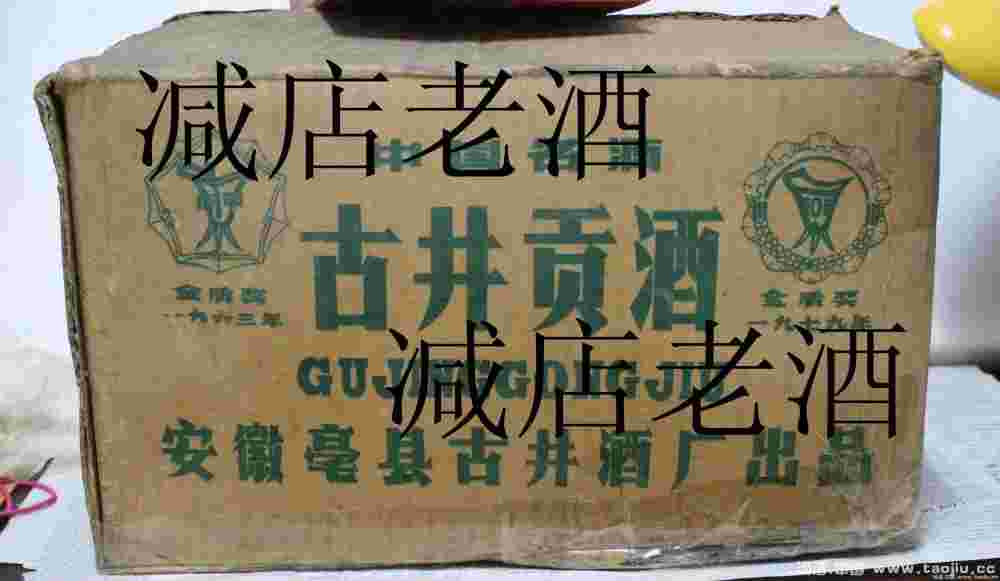 减店老酒
中国名酒
古井贡酒
金质奖
一九六三年
金质奖
一九七九年
减店老酒
GUJINGGONGJIU
安徽亳县古井酒厂出品
www.taojiu.cc